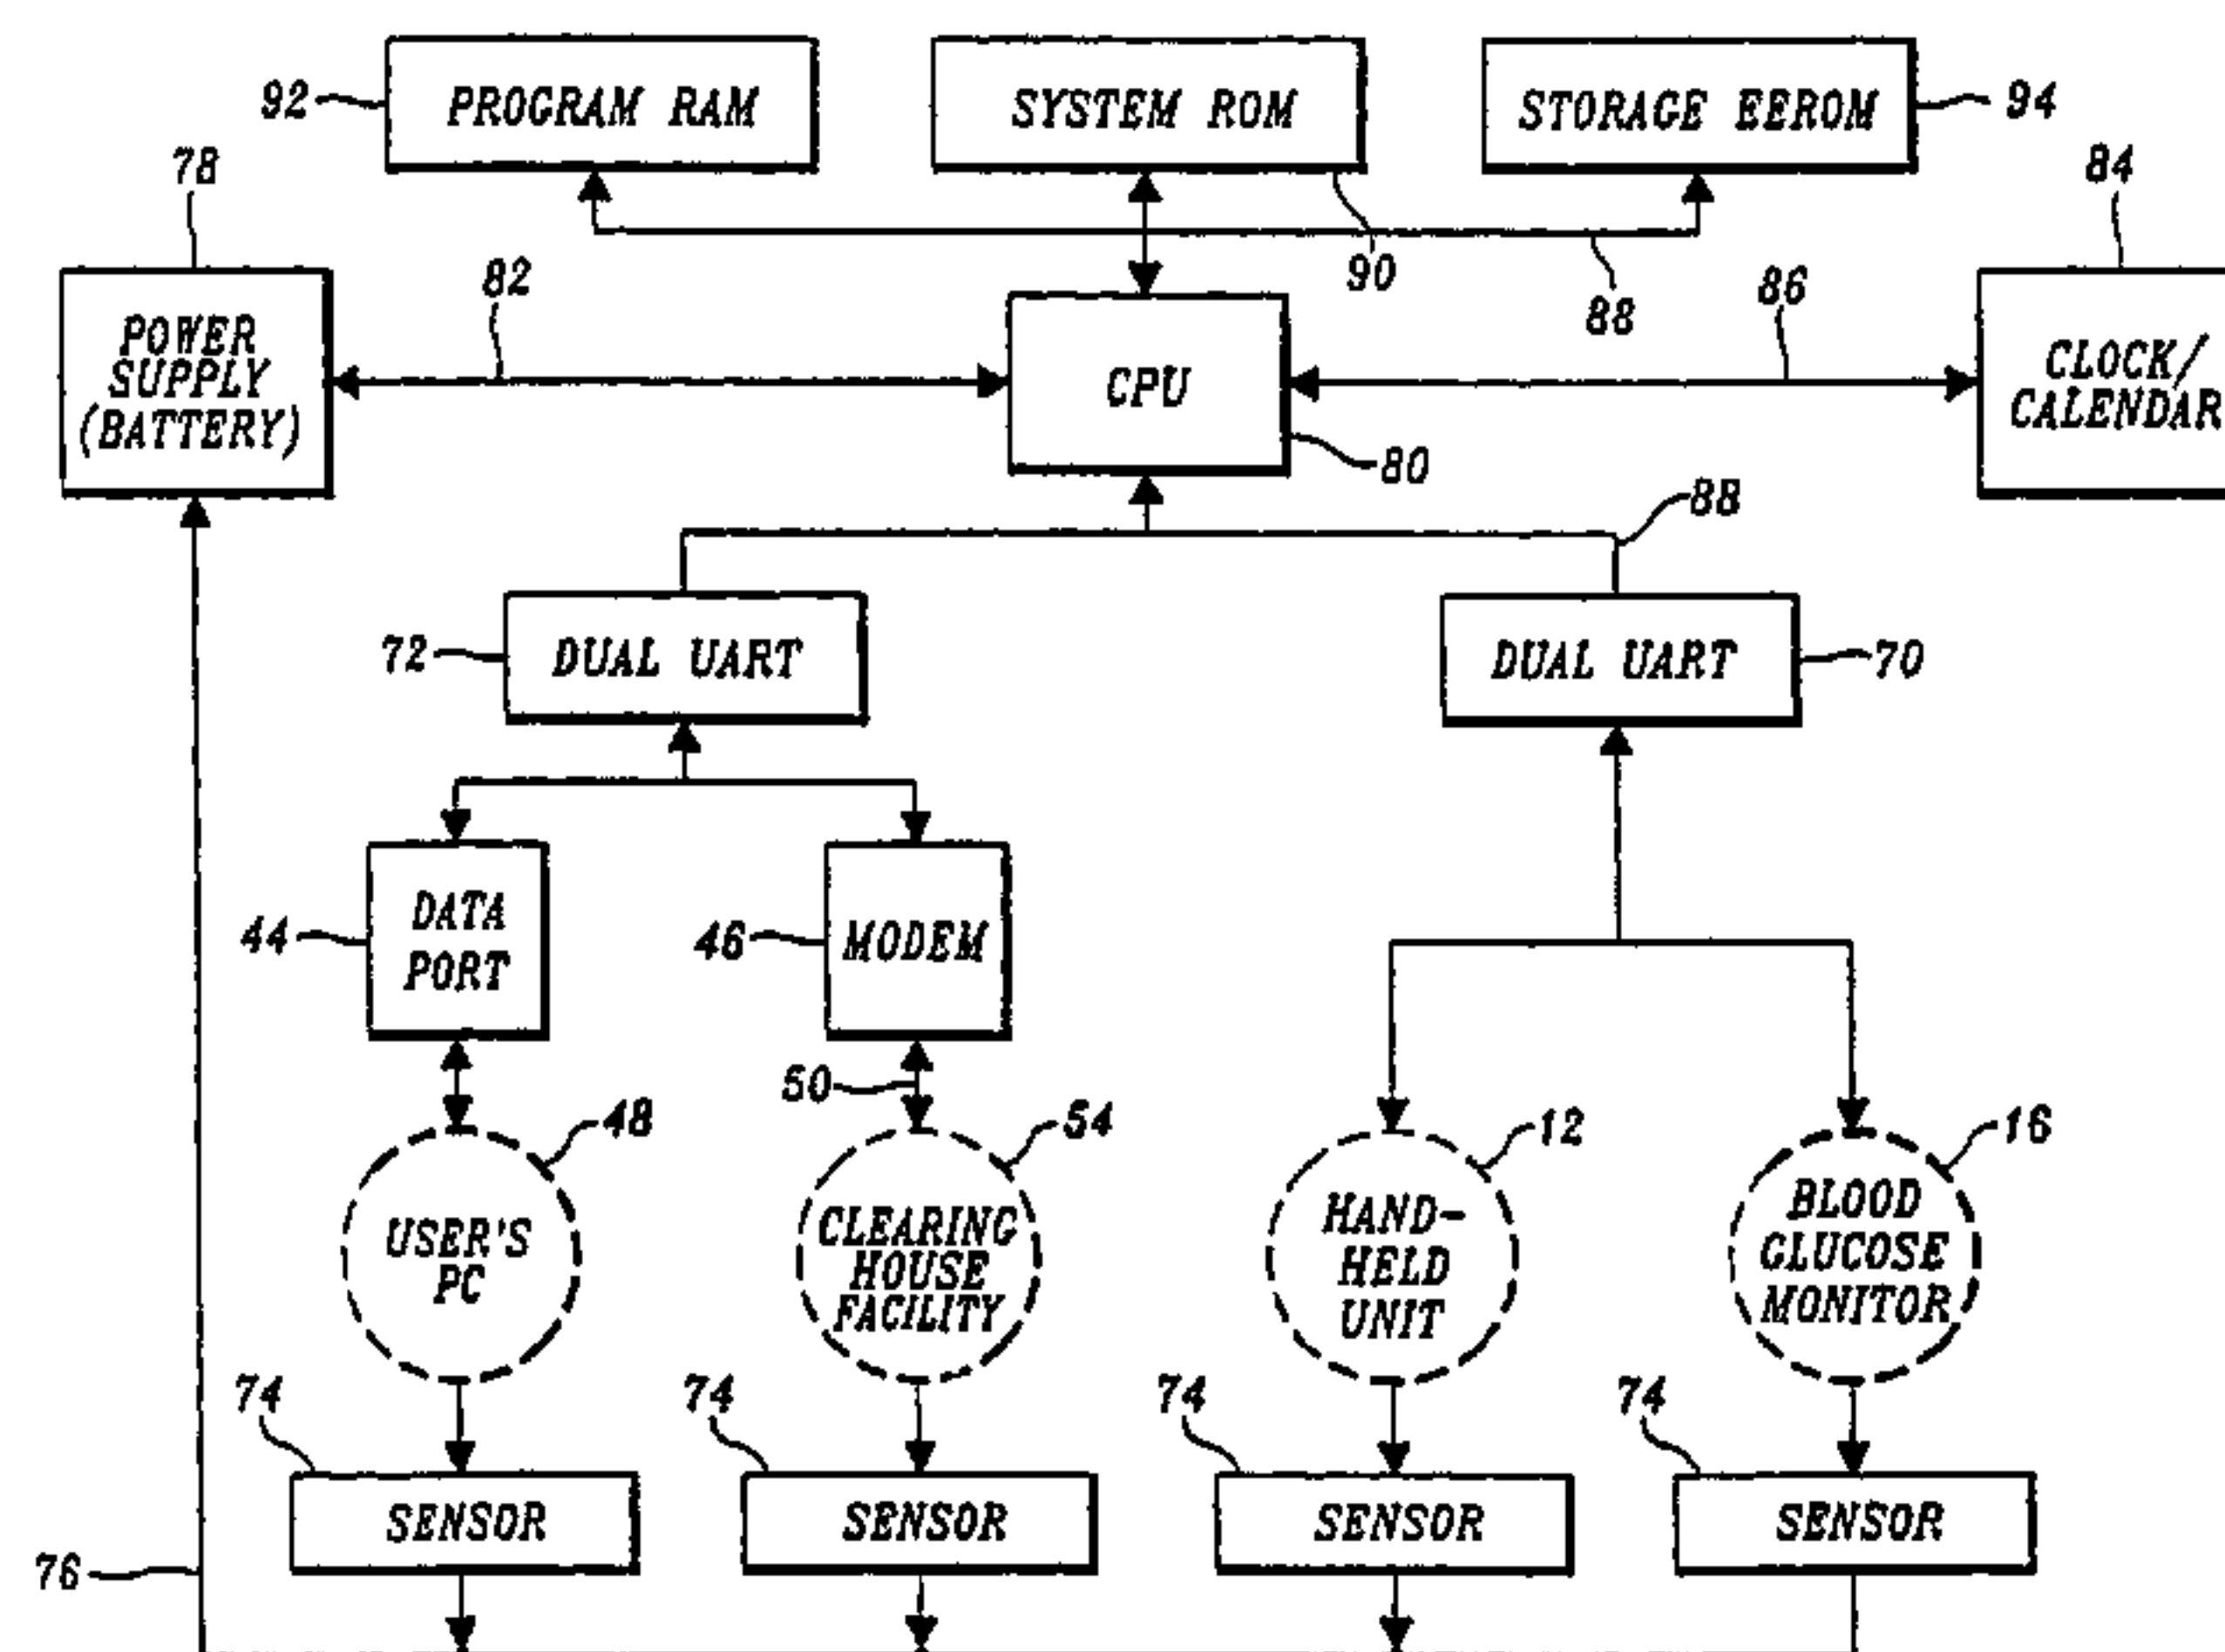 92
PROGRAM RAM
SYSTEM ROM
STORAGE EEROM
94
78
84
82
90
88
86
POWER
SUPPLY
(BATTERY)
CPU
CLOCK/
CALENDAR
80
88
72
DUAL UART
DUAL UART
70
44
DATA
PORT
46
MODEM
50
48
54
12
16
USER'S
PC
CLEARING
HOUSE
FACILITY
HAND-
HELD
UNIT
BLOOD
GLUCOSE
MONITOR
74
74
74
74
SENSOR
SENSOR
SENSOR
SENSOR
76